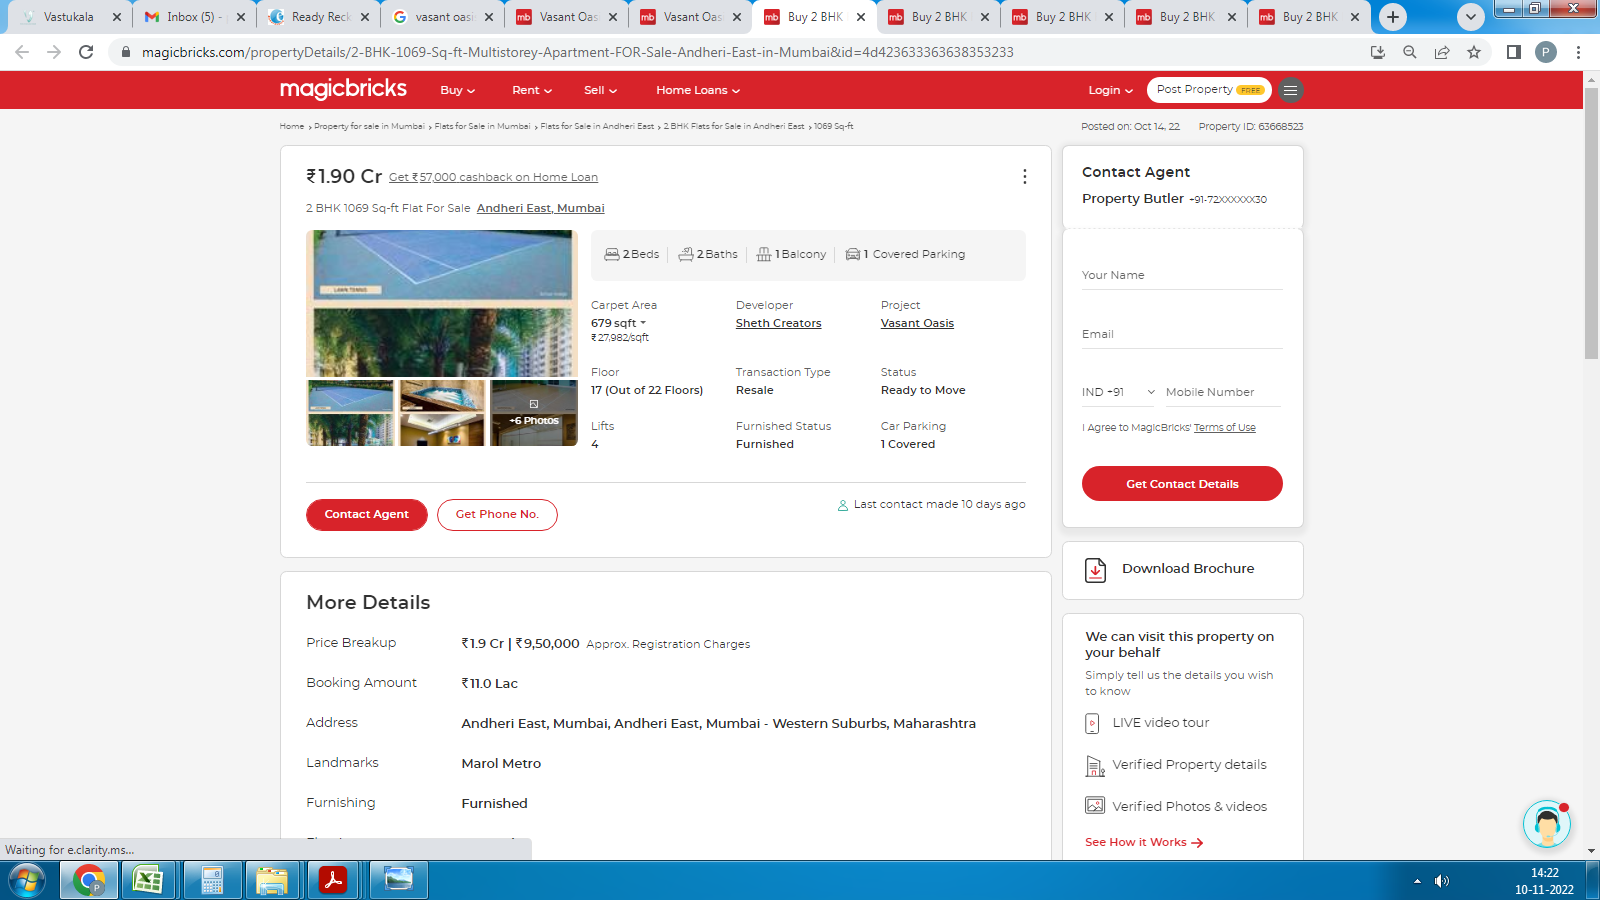 Vastukala
Inbox (5) -
Ready Reck
vasant oasi
Vasant Oas
Vasant Oas
Buy 2 BHK
Buy 2 BHK
Buy 2 BHK
Buy 2 BHK
Buy 2 BHK
magicbricks.com/propertyDetails/2-BHK-1069-Sq-ft-Multistorey-Apartment-FOR-Sale-Andheri-East-in-Mumbai&id=4d423633363638353233
P
magicbricks
Buy
Rent
Sell
Home Loans
Login
Post Property FREE
Home > Property for sale in Mumbai > Flats for Sale in Mumbai > Flats for Sale in Andheri East > 2 BHK Flats for Sale in Andheri East > 1069 Sq-ft
Posted on: Oct 14, 22 Property ID: 63668523
₹1.90 Cr Get ₹57,000 cashback on Home Loan
2 BHK 1069 Sq-ft Flat For Sale Andheri East, Mumbai
LAWN TENNIS
+6 Photos
2 Beds
2 Baths
1 Balcony
1 Covered Parking
Carpet Area
679 sqft
₹27,982/sqft
Developer
Sheth Creators
Project
Vasant Oasis
Floor
17 (Out of 22 Floors)
Transaction Type
Resale
Status
Ready to Move
Lifts
4
Furnished Status
Furnished
Car Parking
1 Covered
Contact Agent
Get Phone No.
Last contact made 10 days ago
More Details
Price Breakup ₹1.9 Cr | ₹9,50,000 Approx. Registration Charges
Booking Amount ₹11.0 Lac
Address Andheri East, Mumbai, Andheri East, Mumbai - Western Suburbs, Maharashtra
Landmarks Marol Metro
Furnishing Furnished
Contact Agent
Property Butler +91-72XXXXXX30
Your Name
Email
IND +91 Mobile Number
I Agree to MagicBricks' Terms of Use
Get Contact Details
Download Brochure
We can visit this property on
your behalf
Simply tell us the details you wish
to know
LIVE video tour
Verified Property details
Verified Photos & videos
See How it Works
Waiting for e.clarity.ms...
P
14:22
10-11-2022